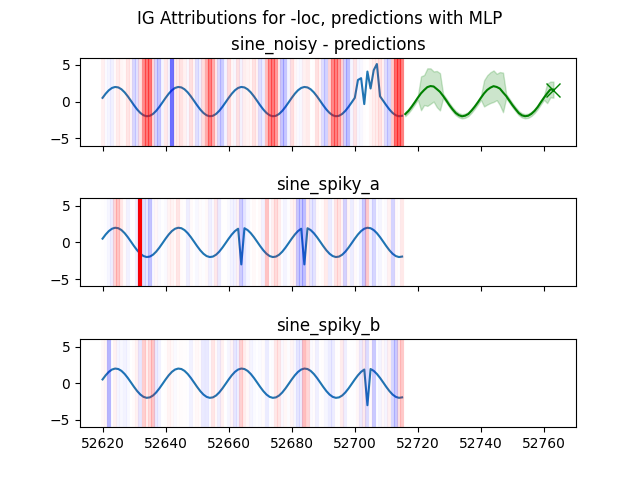 IG Attributions for -loc, predictions with MLP
sine_noisy - predictions
5
0
−5
sine_spiky_a
5
0
−5
sine_spiky_b
5
0
−5
52620 52640 52660 52680 52700 52720 52740 52760